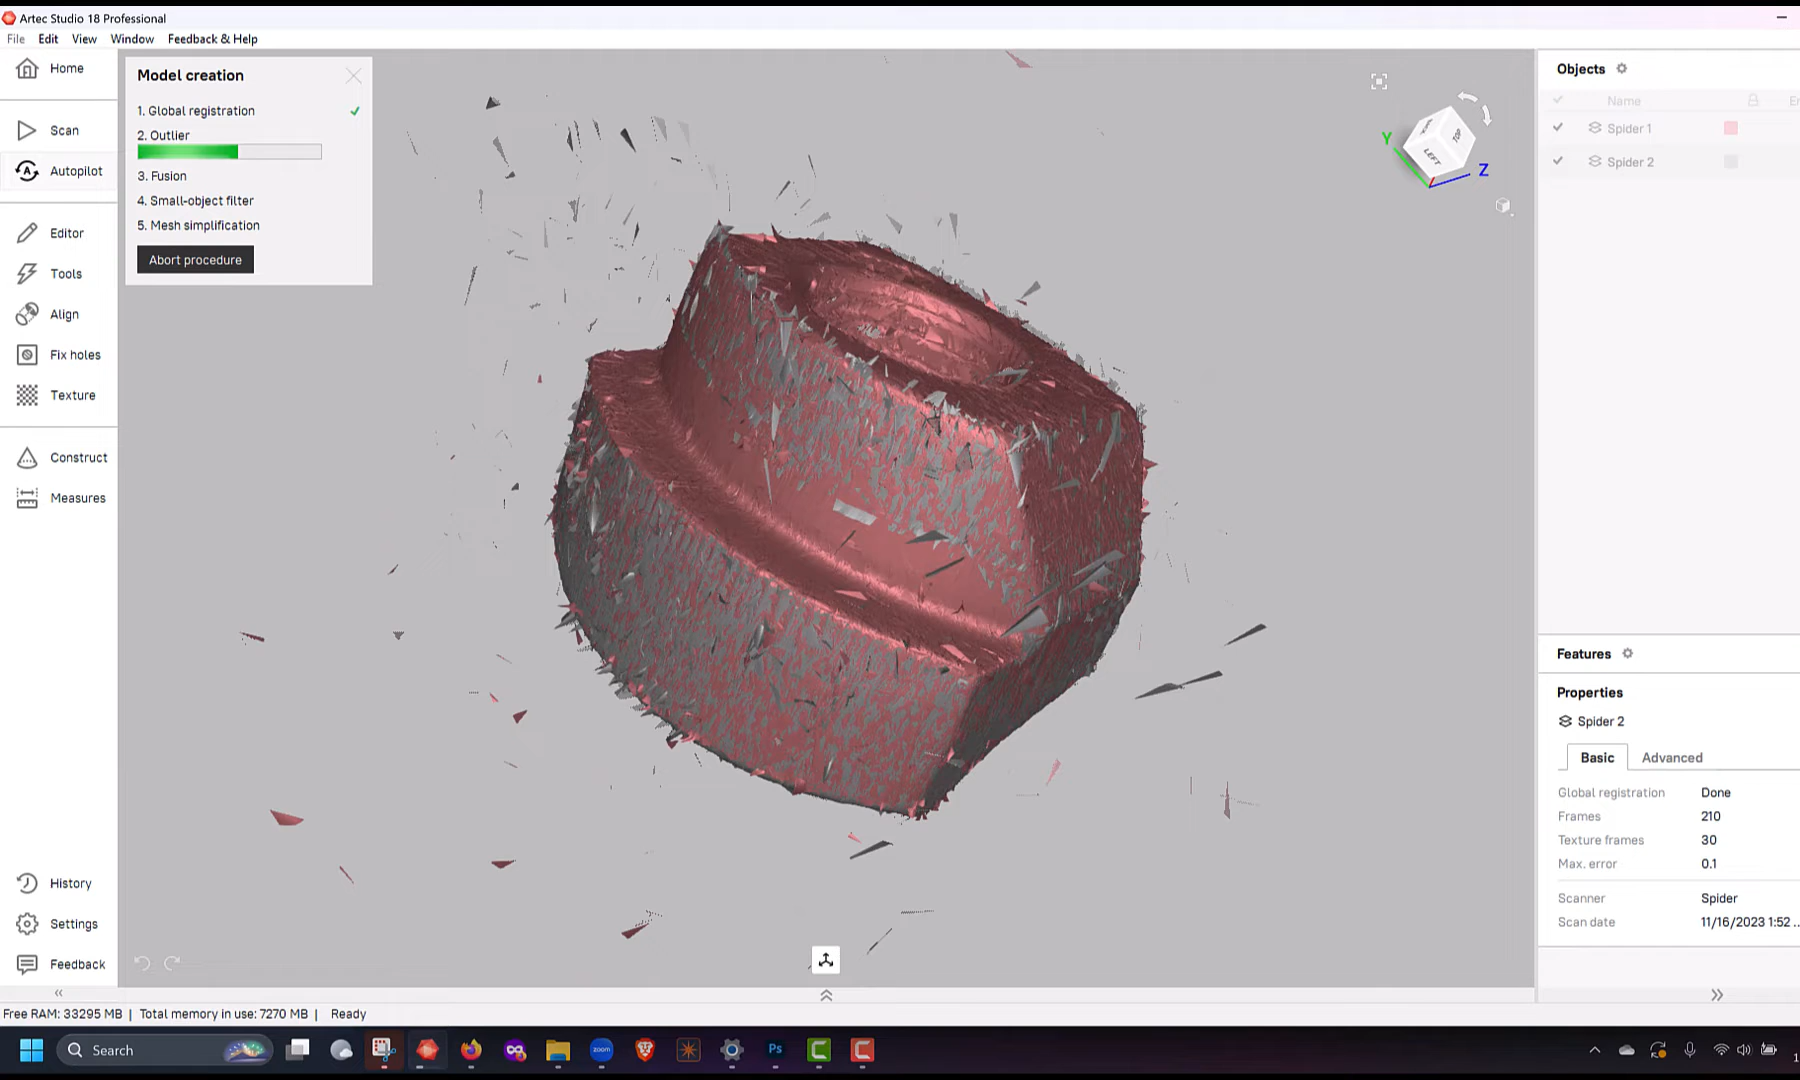 Artec Studio 18 Professional
File Edit View Window Feedback & Help
Home
Scan
Autopilot
Editor
Tools
Align
Fix holes
Texture
Construct
Measures
History
Settings
Feedback
Model creation
1. Global registration
2. Outlier
3. Fusion
4. Small-object filter
5. Mesh simplification
Abort procedure
Y
Z
TOP
LEFT
Objects
Name
Spider 1
Spider 2
Features
Properties
Spider 2
Basic Advanced
Global registration Done
Frames 210
Texture frames 30
Max. error 0.1
Scanner Spider
Scan date 11/16/2023 1:52 ...
Free RAM: 33295 MB | Total memory in use: 7270 MB | Ready
Search
zoom
Ps